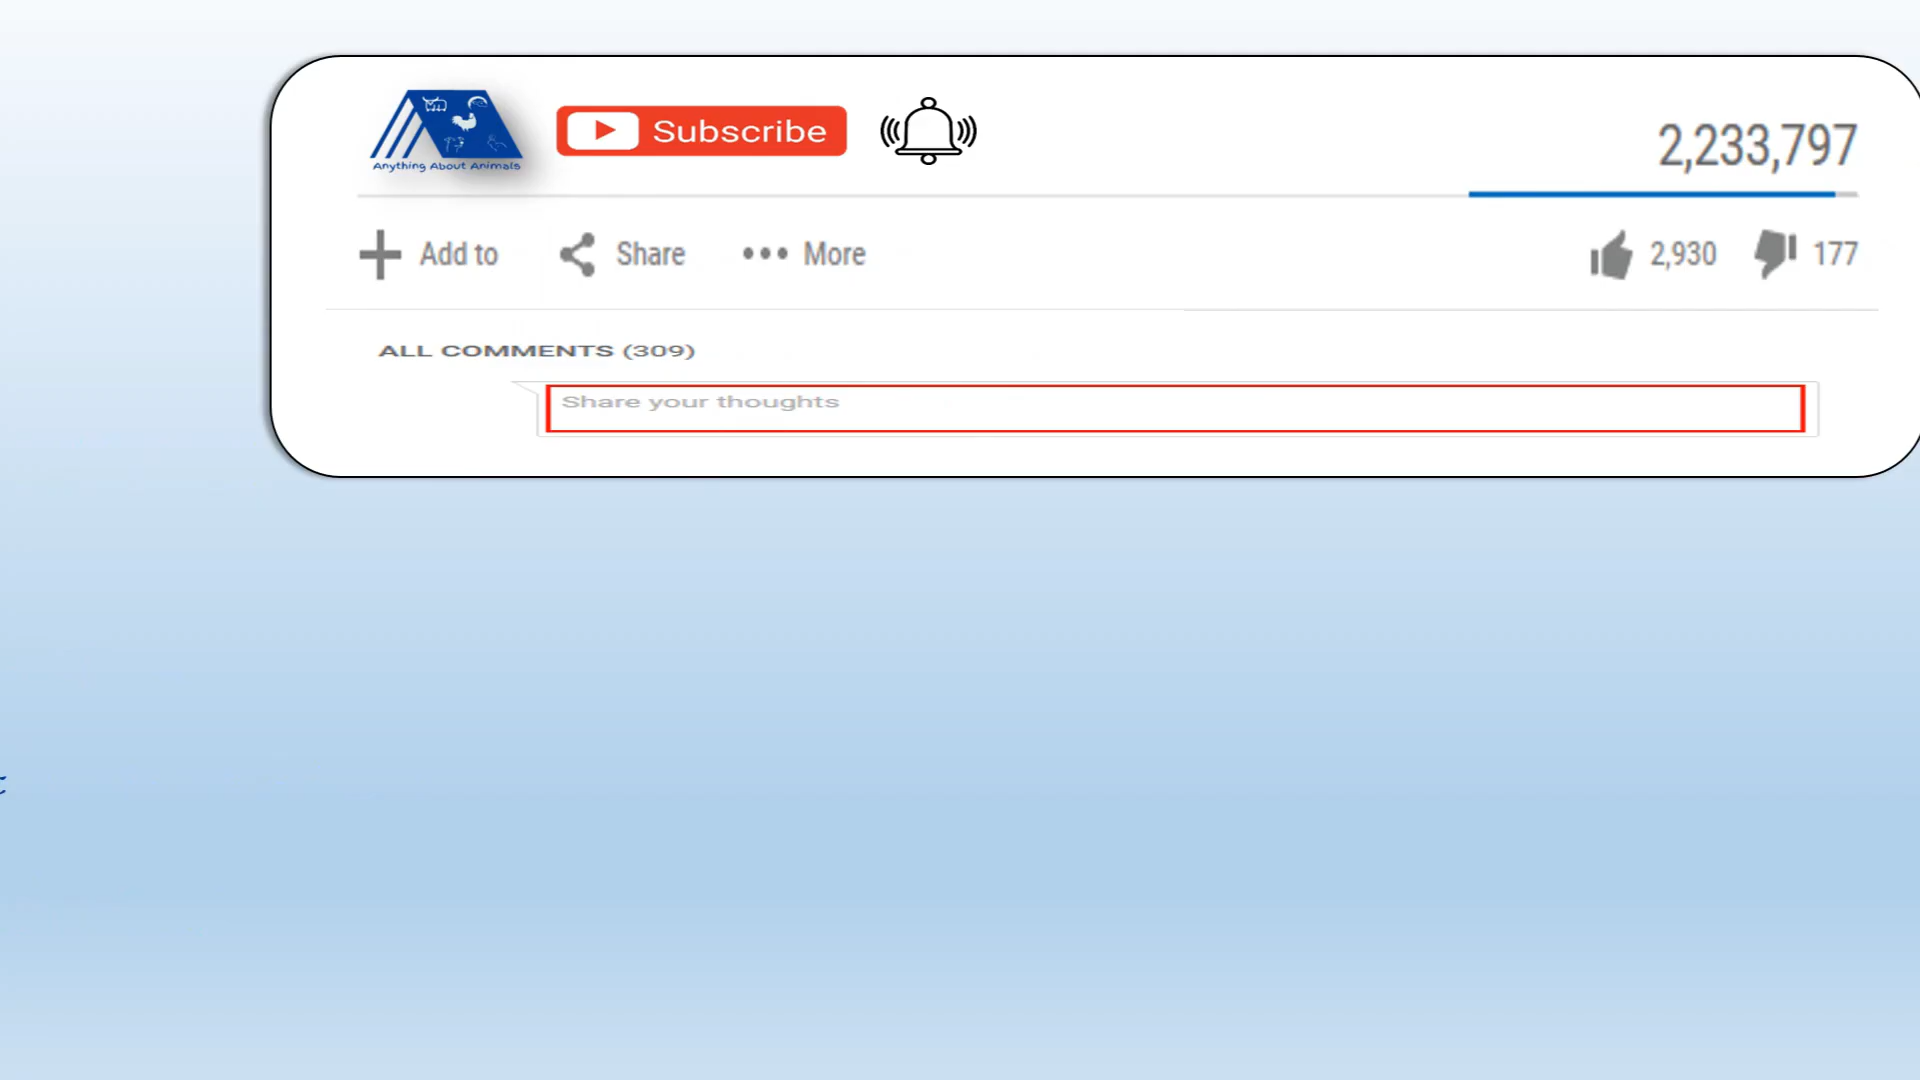 Anything About Animals
Subscribe
2,233,797
Add to
Share
More
2,930
177
ALL COMMENTS (309)
Share your thoughts